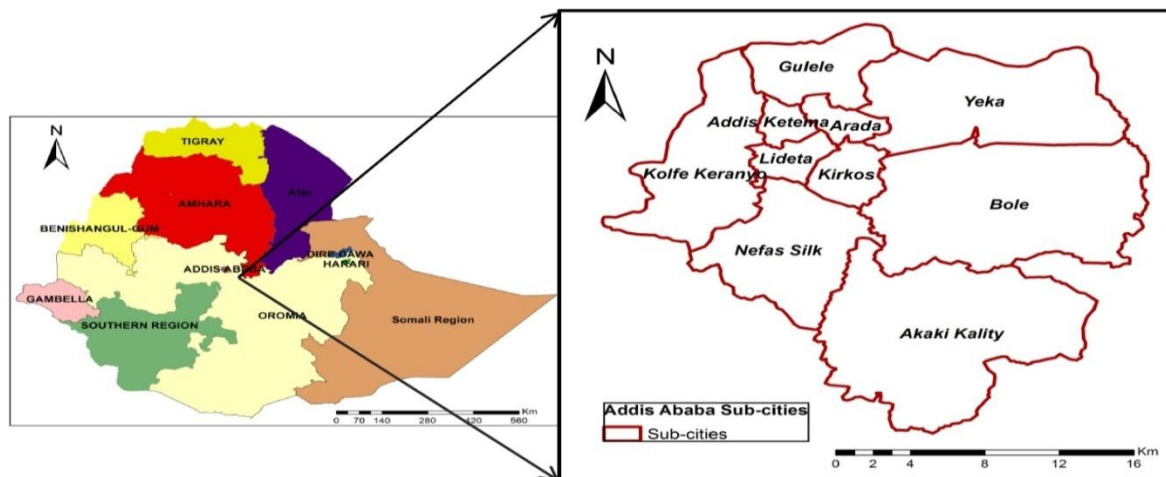 N
TIGRAY
Afar
AMHARA
BENISHANGUL-GUM
DIRE DAWA
ADDIS ABEBA
HARARI
GAMBELLA
OROMIA
SOUTHERN REGION
Somali Region
Km
0 70 140 280 420 560
N
Gulele
Yeka
Addis Ketema
Arada
Lideta
Kolfe Keranyo
Kirkos
Bole
Nefas Silk
Akaki Kality
Addis Ababa Sub-cities
Sub-cities
Km
0 2 4 8 12 16